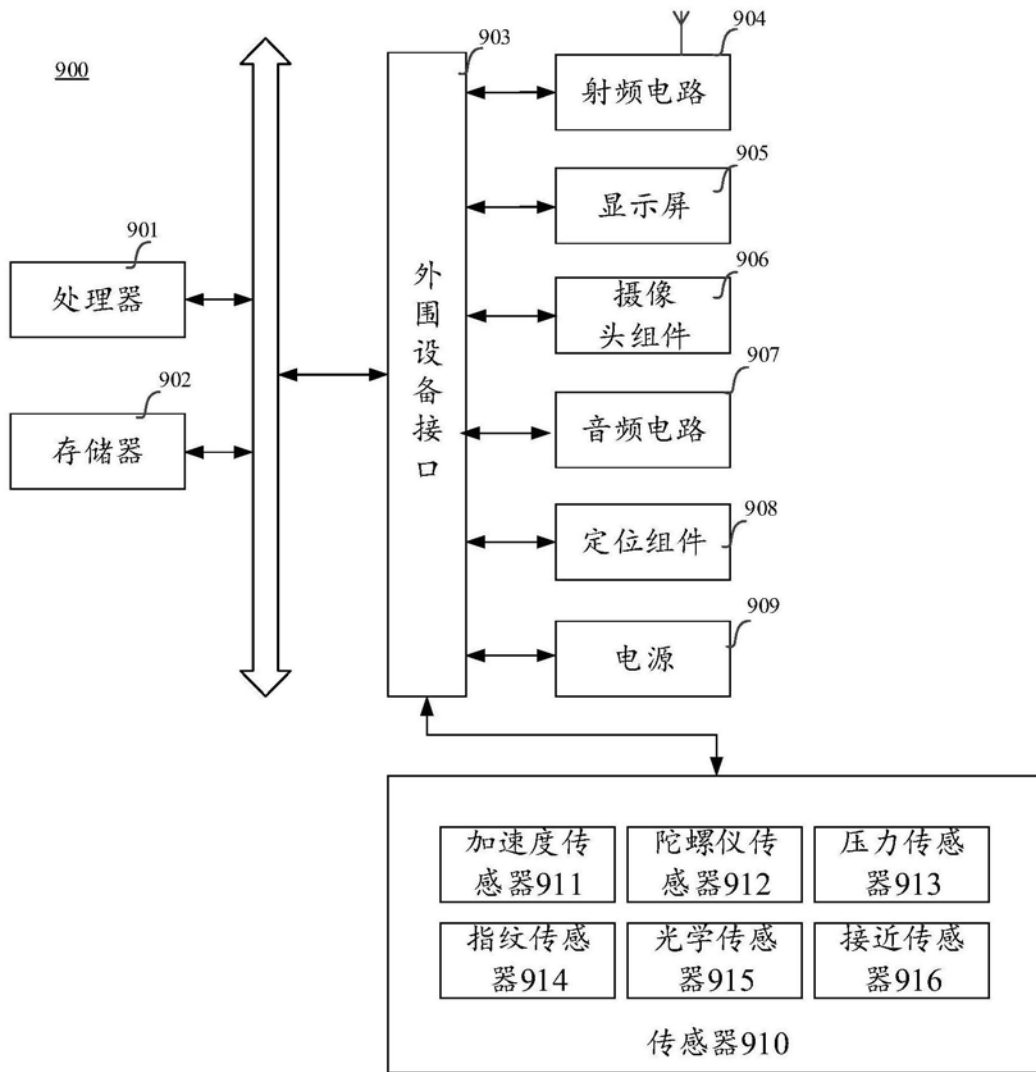 900
903
904
射频电路
905
显示屏
906
摄像
头组件
907
音频电路
908
定位组件
909
电源
901
处理器
902
存储器
外围设备接口
加速度传
感器911
陀螺仪传
感器912
压力传感
器913
指纹传感
器914
光学传感
器915
接近传感
器916
传感器910